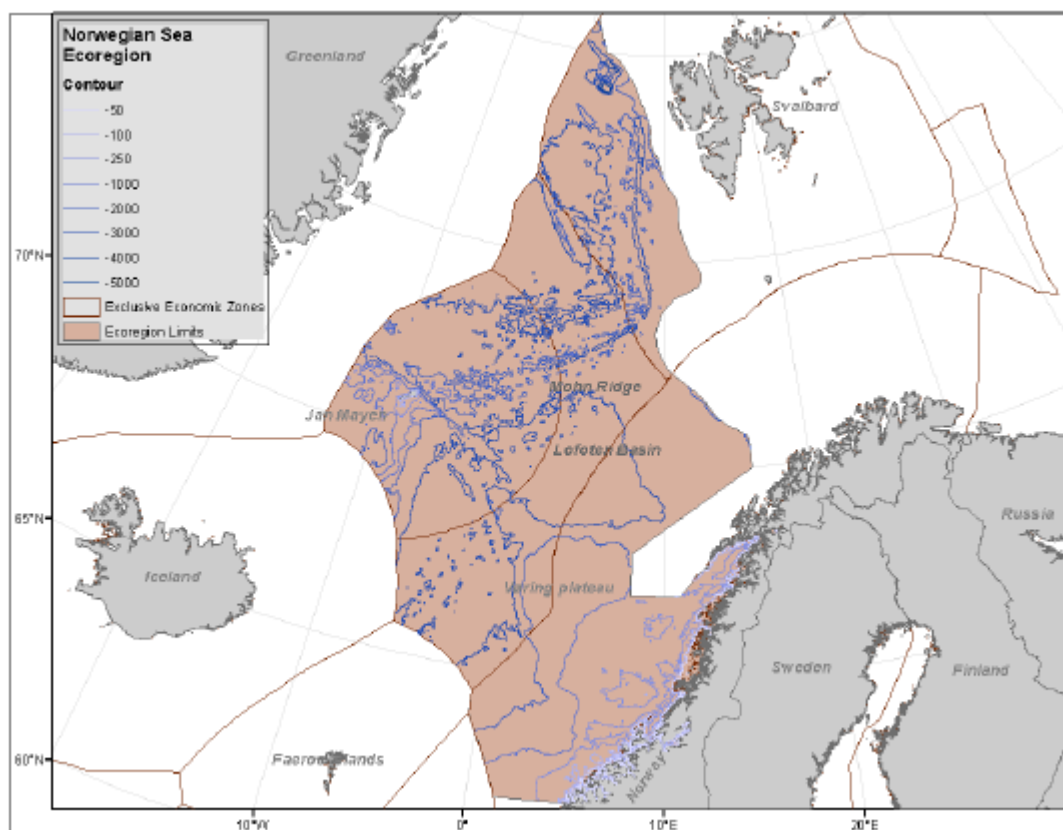 Norwegian Sea
Ecoregion
Contour
-50
-100
-250
-1000
-2000
-3000
-4000
-5000
Exclusive Economic Zones
Ecoregion Limits
Greenland
Svalbard
70°N
Mohn Ridge
Jan Mayen
Lofoten Basin
65°N
Russia
Iceland
Vøring plateau
Sweden
Finland
60°N
Faeroe Islands
Norway
10°W
0°
10°E
20°E